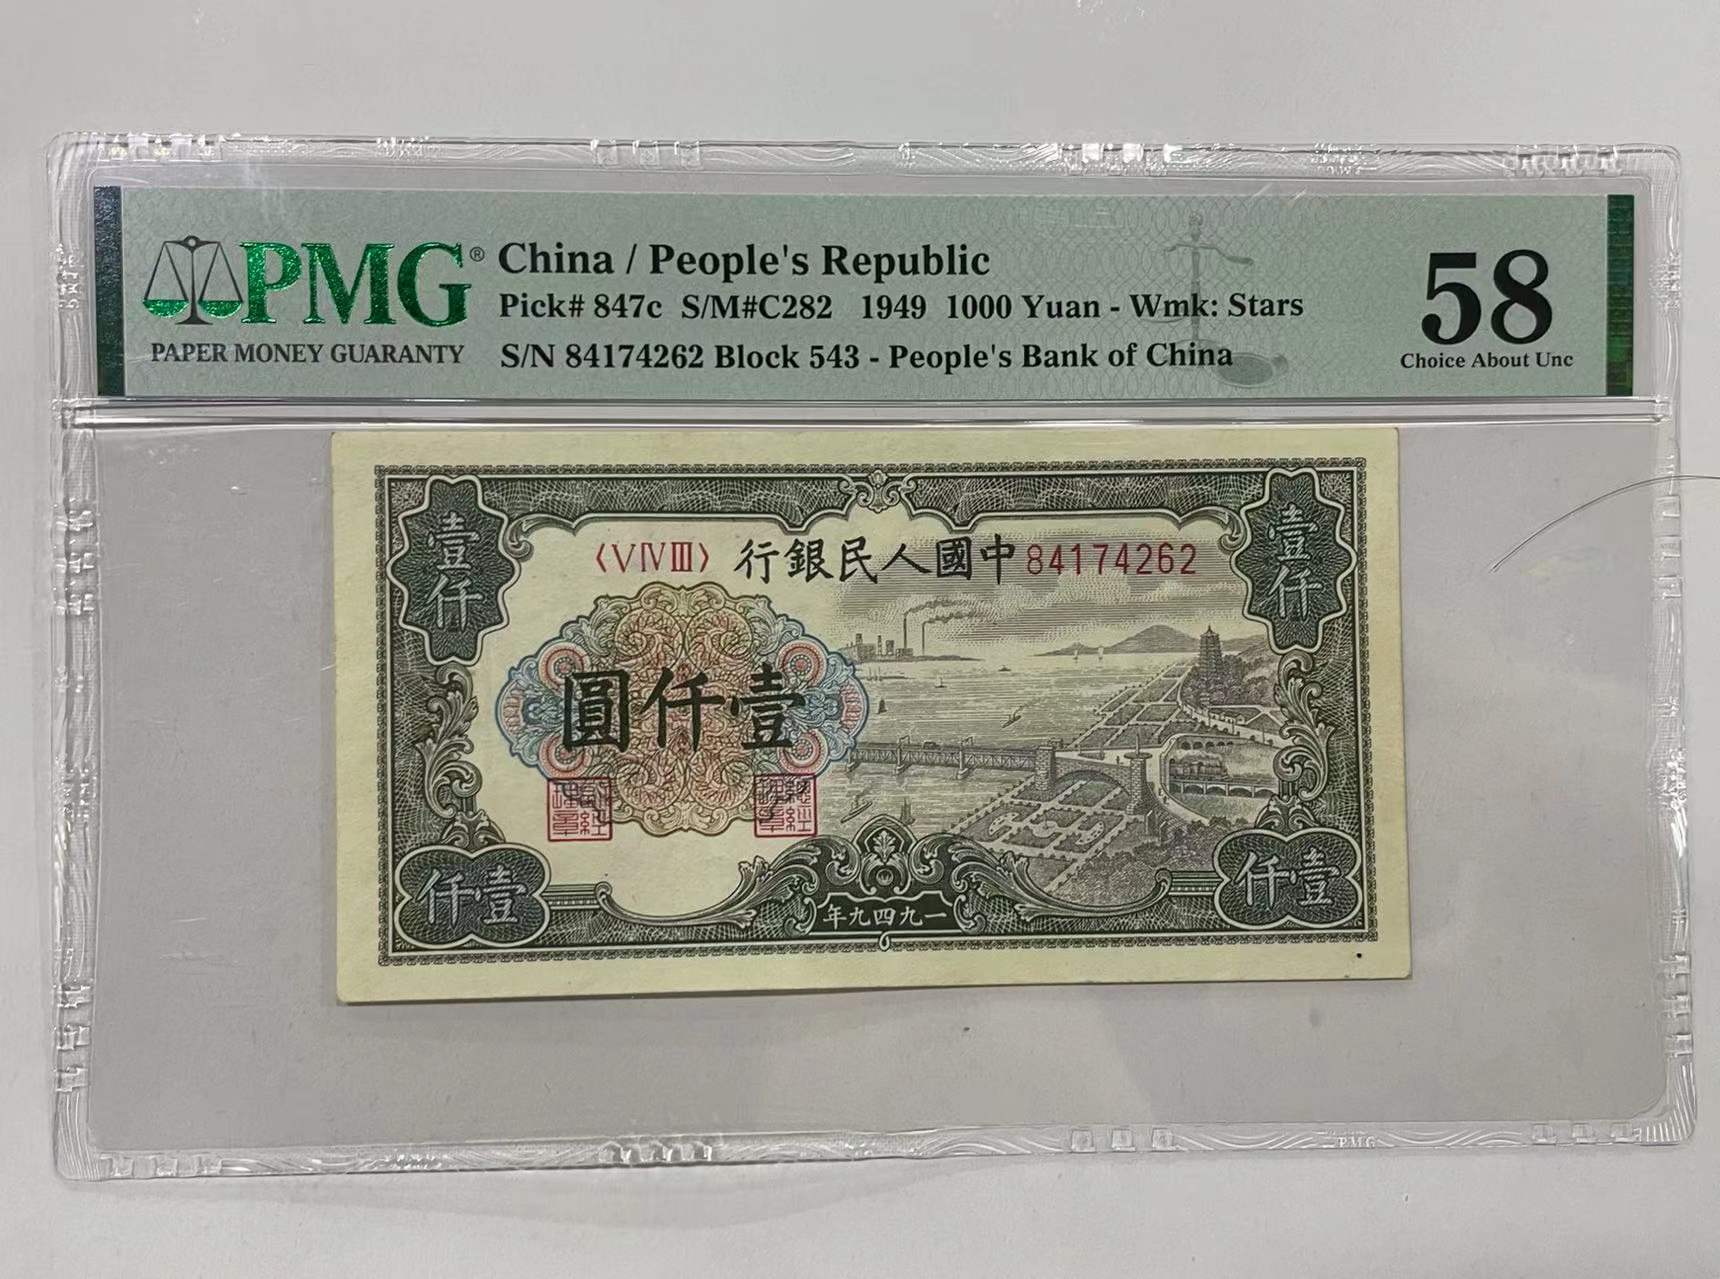 PMG®
PAPER MONEY GUARANTY
China / People's Republic
Pick# 847c S/M#C282 1949 1000 Yuan - Wmk: Stars
S/N 84174262 Block 543 - People's Bank of China
58
Choice About Unc
壹仟
壹仟
〈ⅤⅣⅢ〉 行銀民人國中 84174262
圓仟壹
仟壹
年九四九一
仟壹
PMG